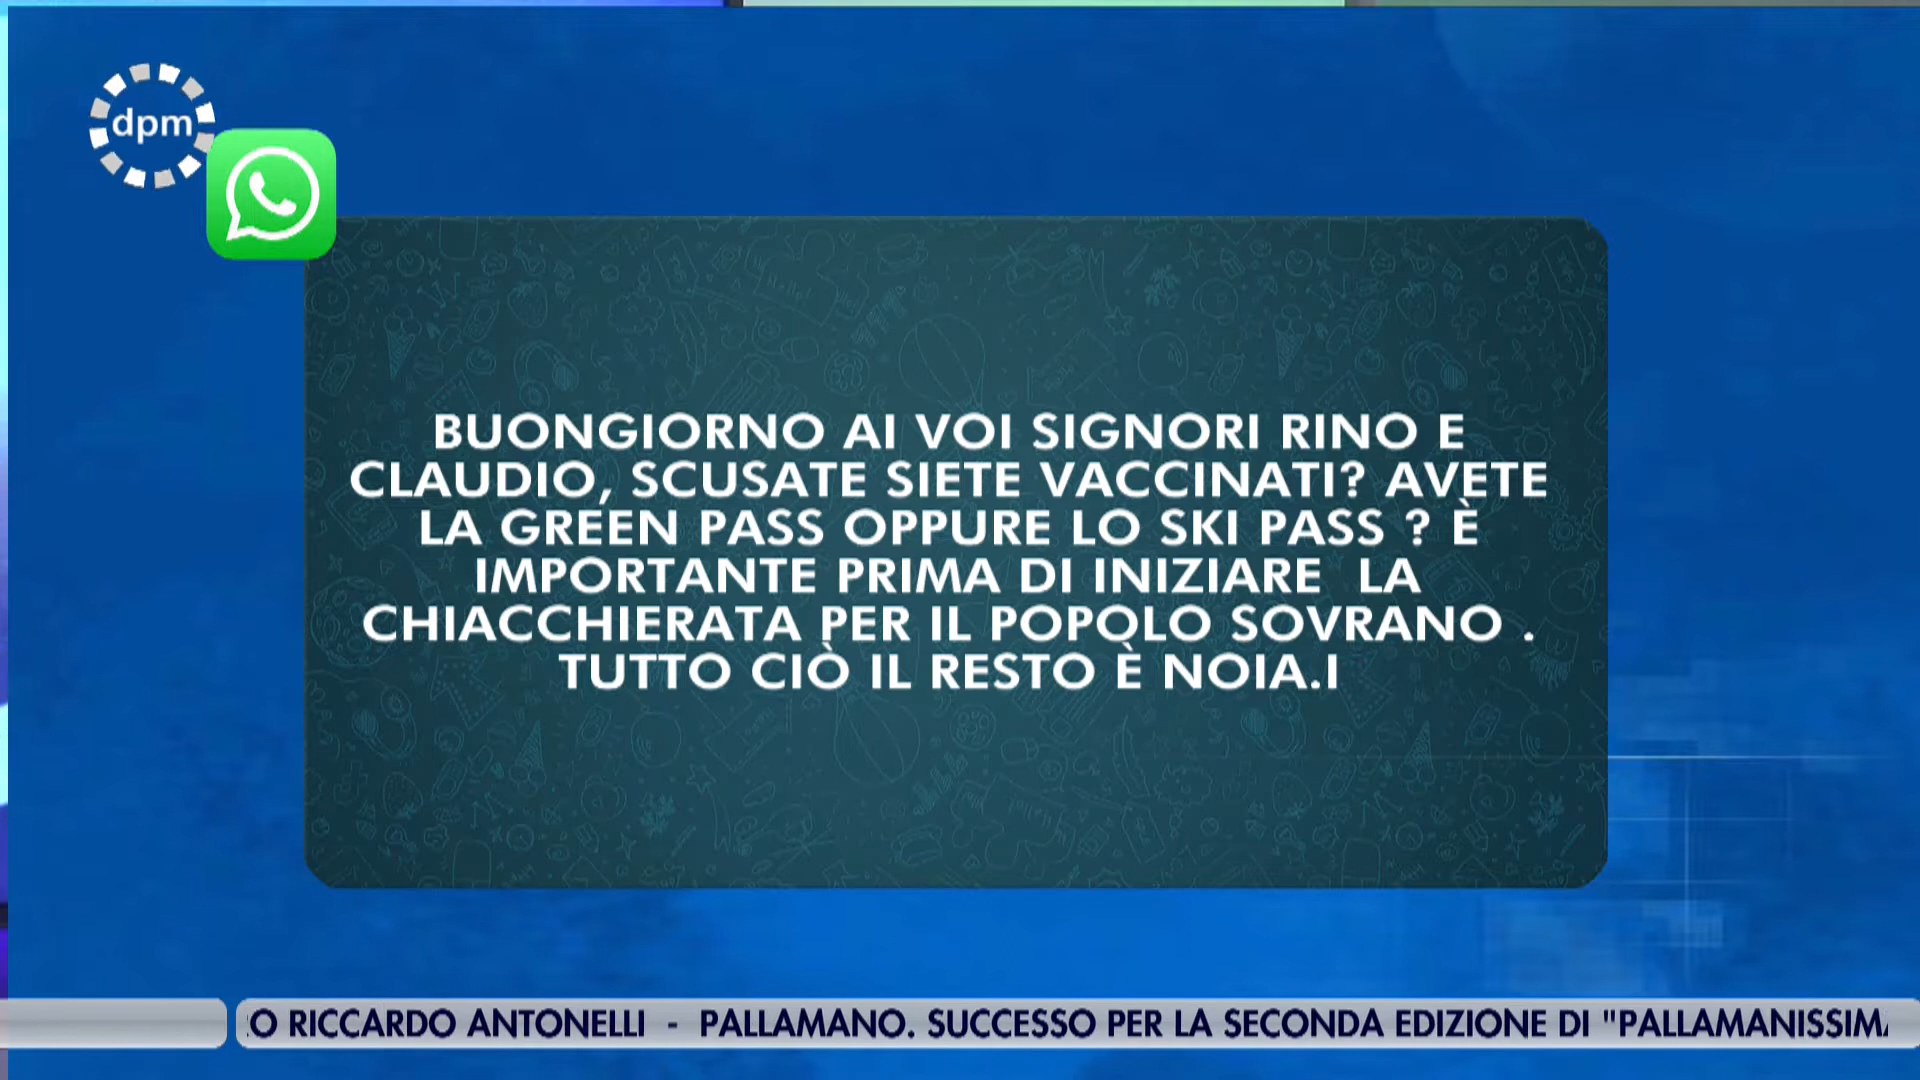 dpm
BUONGIORNO AI VOI SIGNORI RINO E
CLAUDIO, SCUSATE SIETE VACCINATI? AVETE
LA GREEN PASS OPPURE LO SKI PASS ? È
IMPORTANTE PRIMA DI INIZIARE  LA
CHIACCHIERATA PER IL POPOLO SOVRANO .
TUTTO CIÒ IL RESTO È NOIA.I
O RICCARDO ANTONELLI - PALLAMANO. SUCCESSO PER LA SECONDA EDIZIONE DI "PALLAMANISSIMA